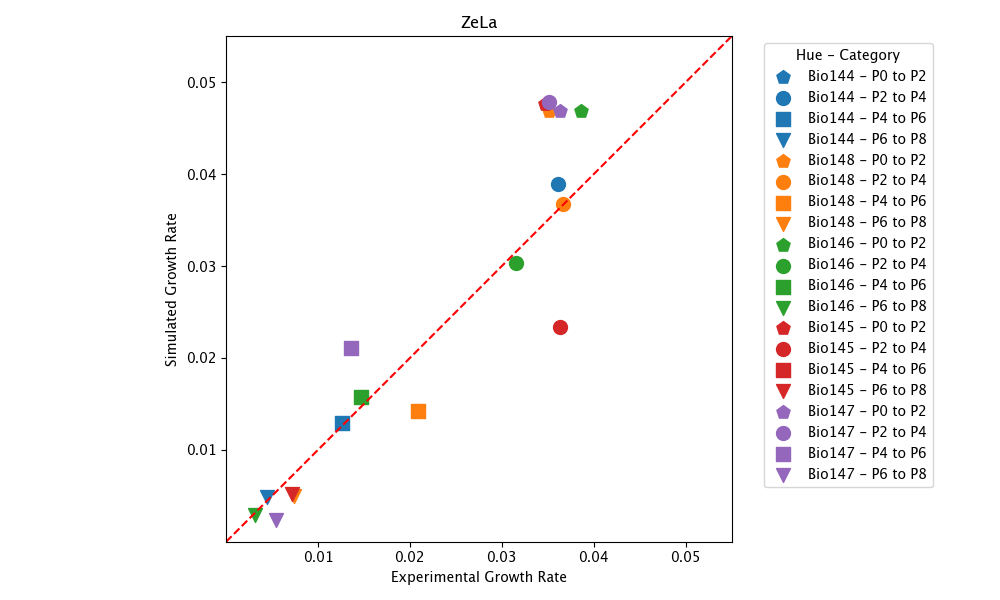 ZeLa
Simulated Growth Rate
0.05
0.04
0.03
0.02
0.01
0.01 0.02 0.03 0.04 0.05
Experimental Growth Rate
Hue - Category
Bio144 - P0 to P2
Bio144 - P2 to P4
Bio144 - P4 to P6
Bio144 - P6 to P8
Bio148 - P0 to P2
Bio148 - P2 to P4
Bio148 - P4 to P6
Bio148 - P6 to P8
Bio146 - P0 to P2
Bio146 - P2 to P4
Bio146 - P4 to P6
Bio146 - P6 to P8
Bio145 - P0 to P2
Bio145 - P2 to P4
Bio145 - P4 to P6
Bio145 - P6 to P8
Bio147 - P0 to P2
Bio147 - P2 to P4
Bio147 - P4 to P6
Bio147 - P6 to P8